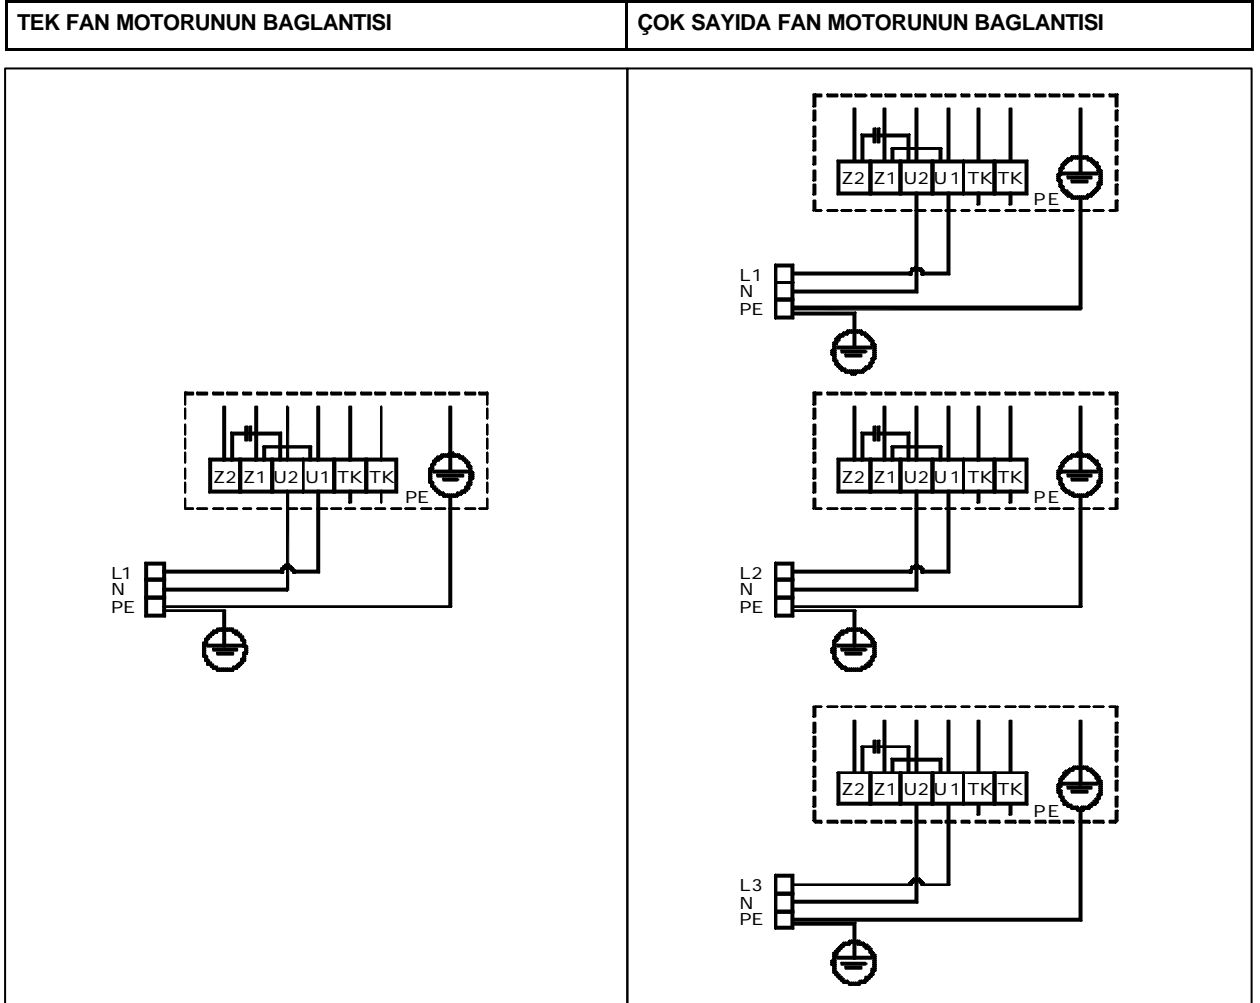 TEK FAN MOTORUNUN BAGLANTISI
ÇOK SAYIDA FAN MOTORUNUN BAGLANTISI
Z2 Z1 U2 U1 TK TK
PE
L1
N
PE
Z2 Z1 U2 U1 TK TK
PE
L1
N
PE
Z2 Z1 U2 U1 TK TK
PE
L2
N
PE
Z2 Z1 U2 U1 TK TK
PE
L3
N
PE